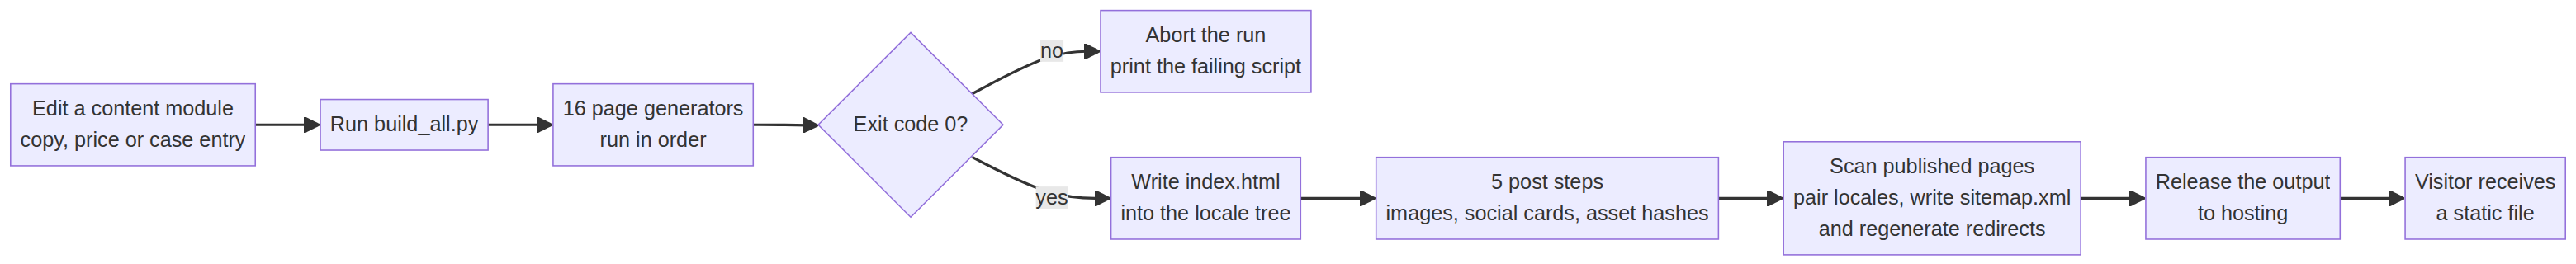 Edit a content module
copy, price or case entry
Run build_all.py
16 page generators
run in order
Exit code 0?
no
Abort the run
print the failing script
yes
Write index.html
into the locale tree
5 post steps
images, social cards, asset hashes
Scan published pages
pair locales, write sitemap.xml
and regenerate redirects
Release the output
to hosting
Visitor receives
a static file